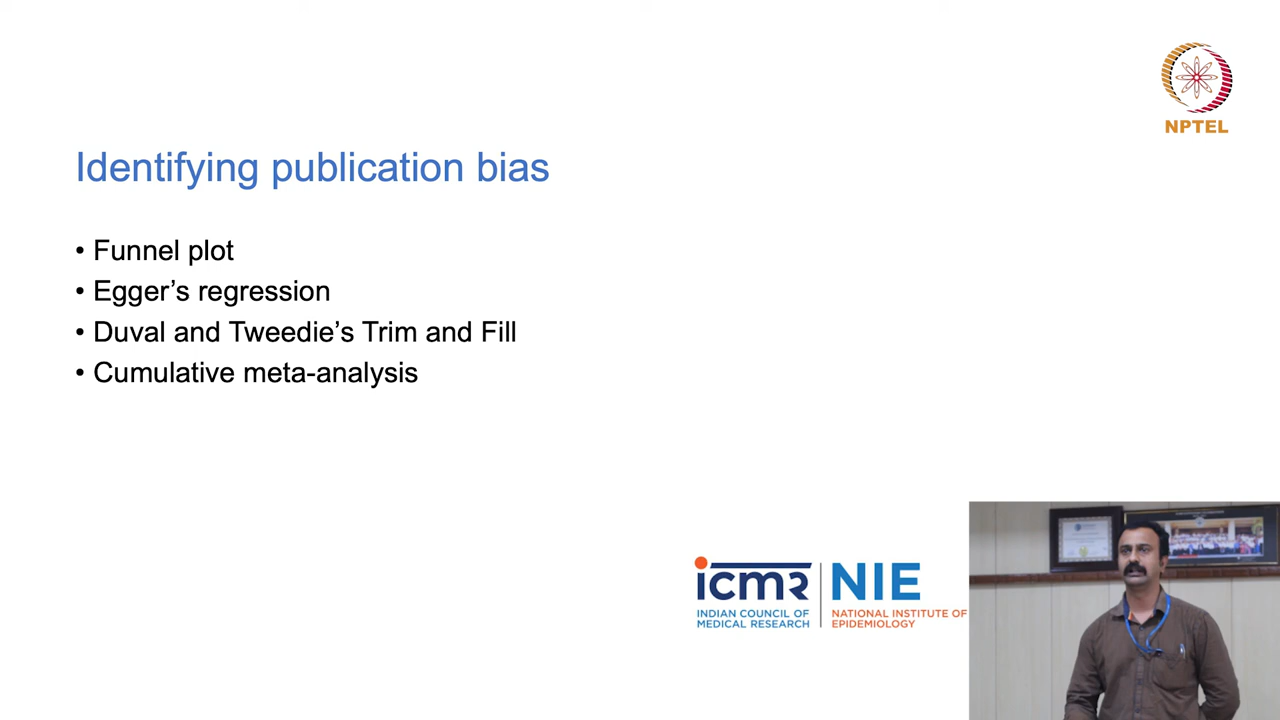 NPTEL
Identifying publication bias
• Funnel plot
• Egger’s regression
• Duval and Tweedie’s Trim and Fill
• Cumulative meta-analysis
icmr
INDIAN COUNCIL OF
MEDICAL RESEARCH
NIE
NATIONAL INSTITUTE OF
EPIDEMIOLOGY